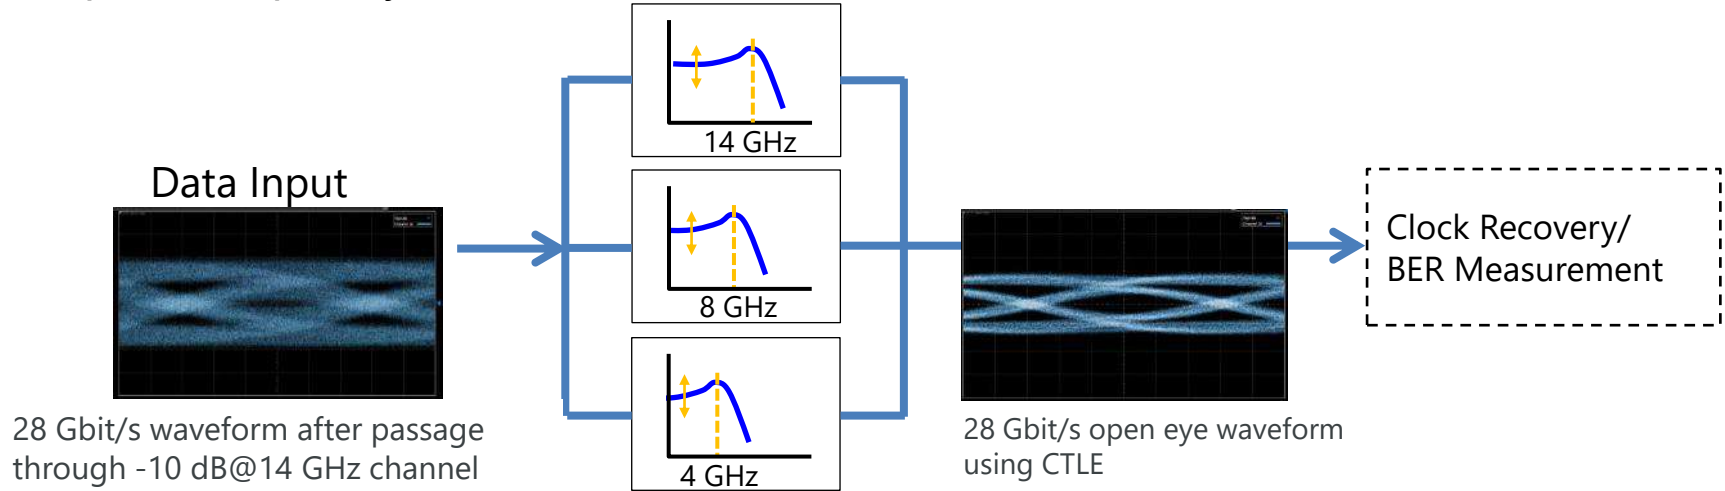 Data Input
28 Gbit/s waveform after passage
through -10 dB@14 GHz channel
14 GHz
8 GHz
4 GHz
28 Gbit/s open eye waveform
using CTLE
Clock Recovery/
BER Measurement